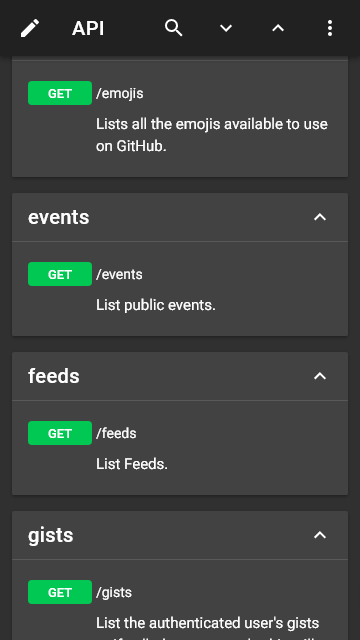 API
GET /emojis
Lists all the emojis available to use
on GitHub.
events
GET /events
List public events.
feeds
GET /feeds
List Feeds.
gists
GET /gists
List the authenticated user's gists